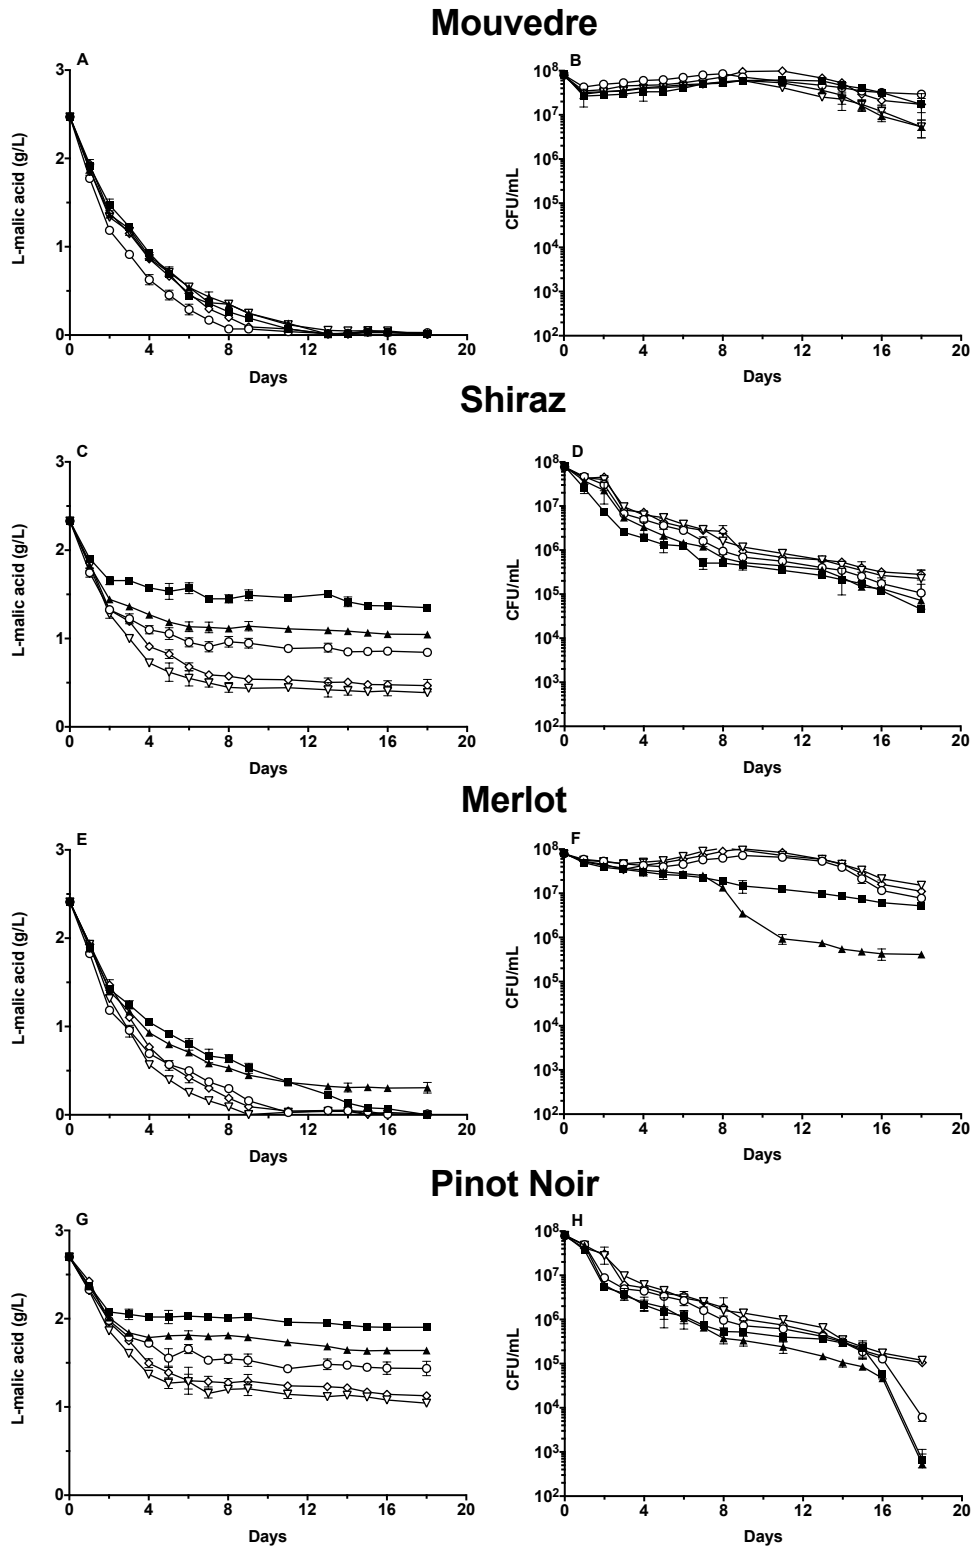 Mouvedre
A
B
3
2
1
0
L-malic acid (g/L)
0 4 8 12 16 20
Days
10^8
10^7
10^6
10^5
10^4
10^3
10^2
CFU/mL
0 4 8 12 16 20
Days
Shiraz
C
D
3
2
1
0
L-malic acid (g/L)
0 4 8 12 16 20
Days
10^8
10^7
10^6
10^5
10^4
10^3
10^2
CFU/mL
0 4 8 12 16 20
Days
Merlot
E
F
3
2
1
0
L-malic acid (g/L)
0 4 8 12 16 20
Days
10^8
10^7
10^6
10^5
10^4
10^3
10^2
CFU/mL
0 4 8 12 16 20
Days
Pinot Noir
G
H
3
2
1
0
L-malic acid (g/L)
0 4 8 12 16 20
Days
10^8
10^7
10^6
10^5
10^4
10^3
10^2
CFU/mL
0 4 8 12 16 20
Days